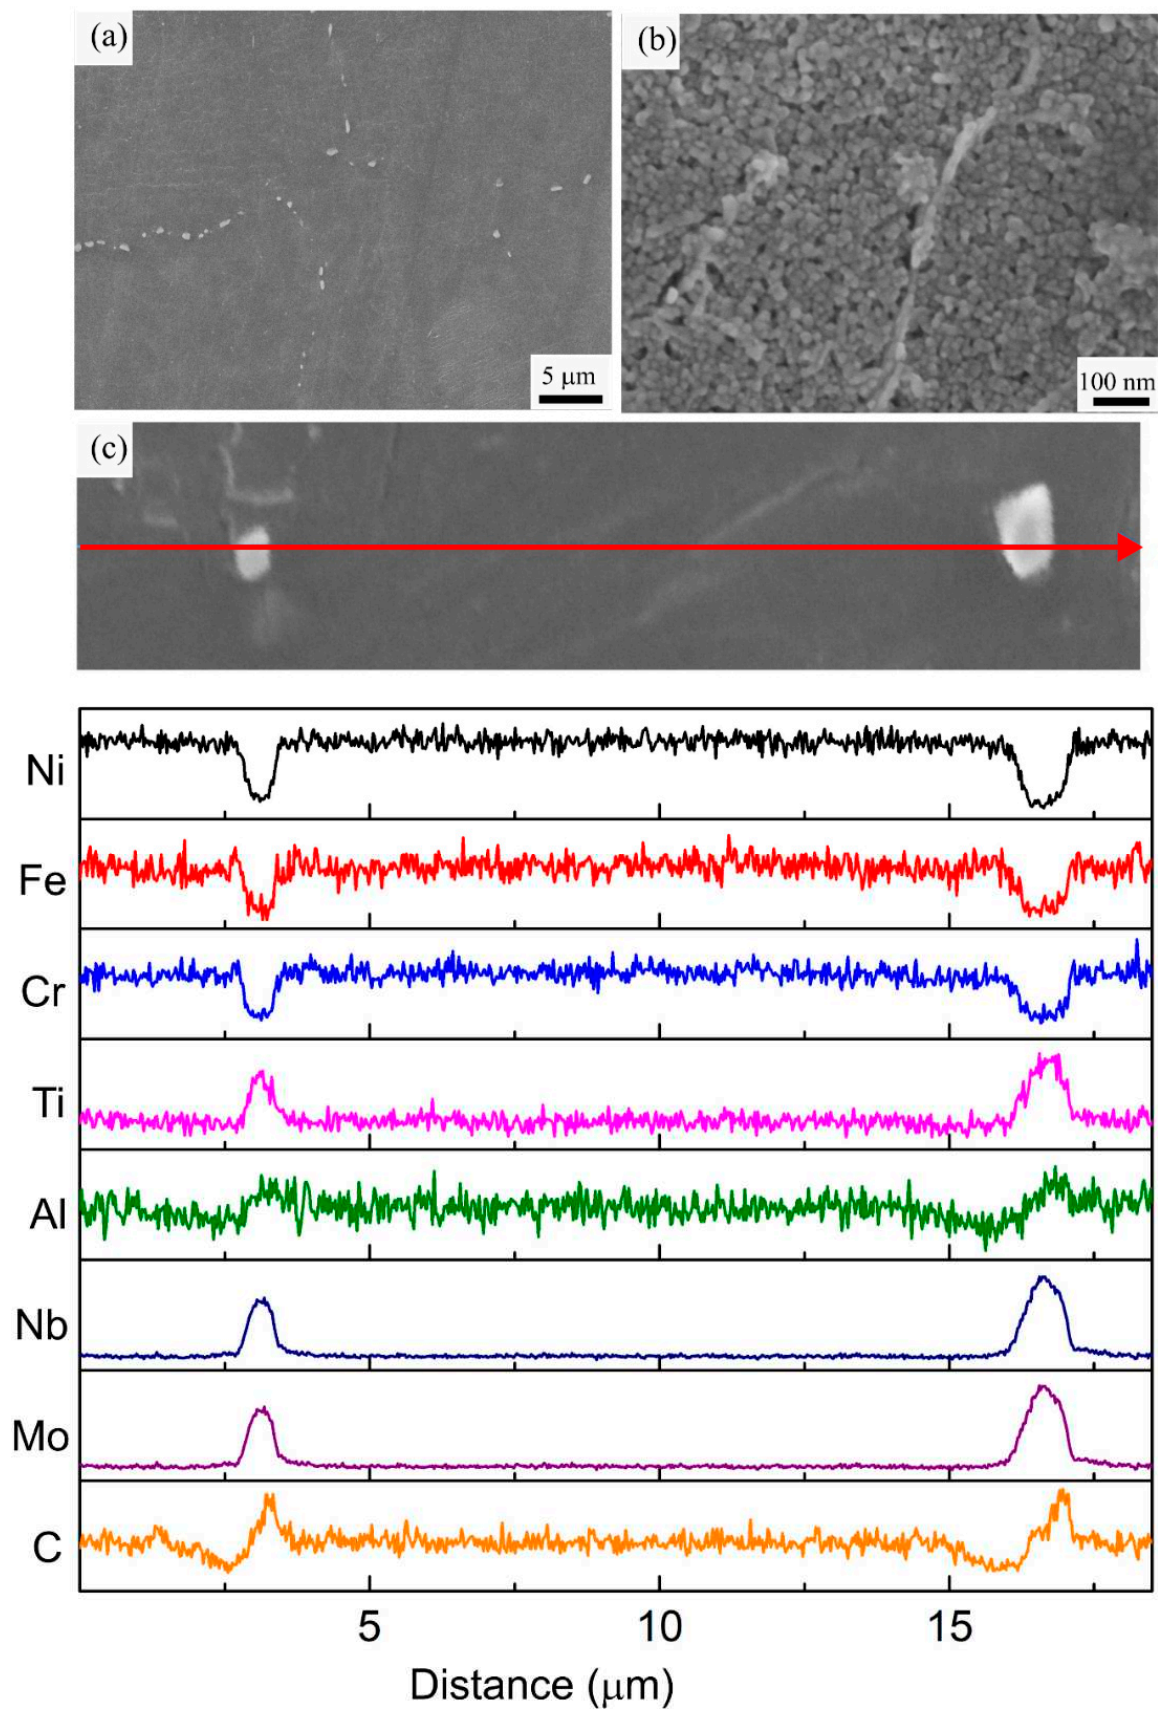 (a)
(b)
5 μm
100 nm
(c)
Ni
Fe
Cr
Ti
Al
Nb
Mo
C
5 10 15
Distance (μm)